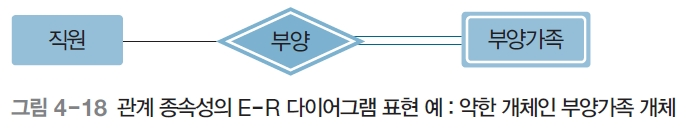 직원 부양 부양가족
그림 4-18 관계 종속성의 E-R 다이어그램 표현 예 : 약한 개체인 부양가족 개체